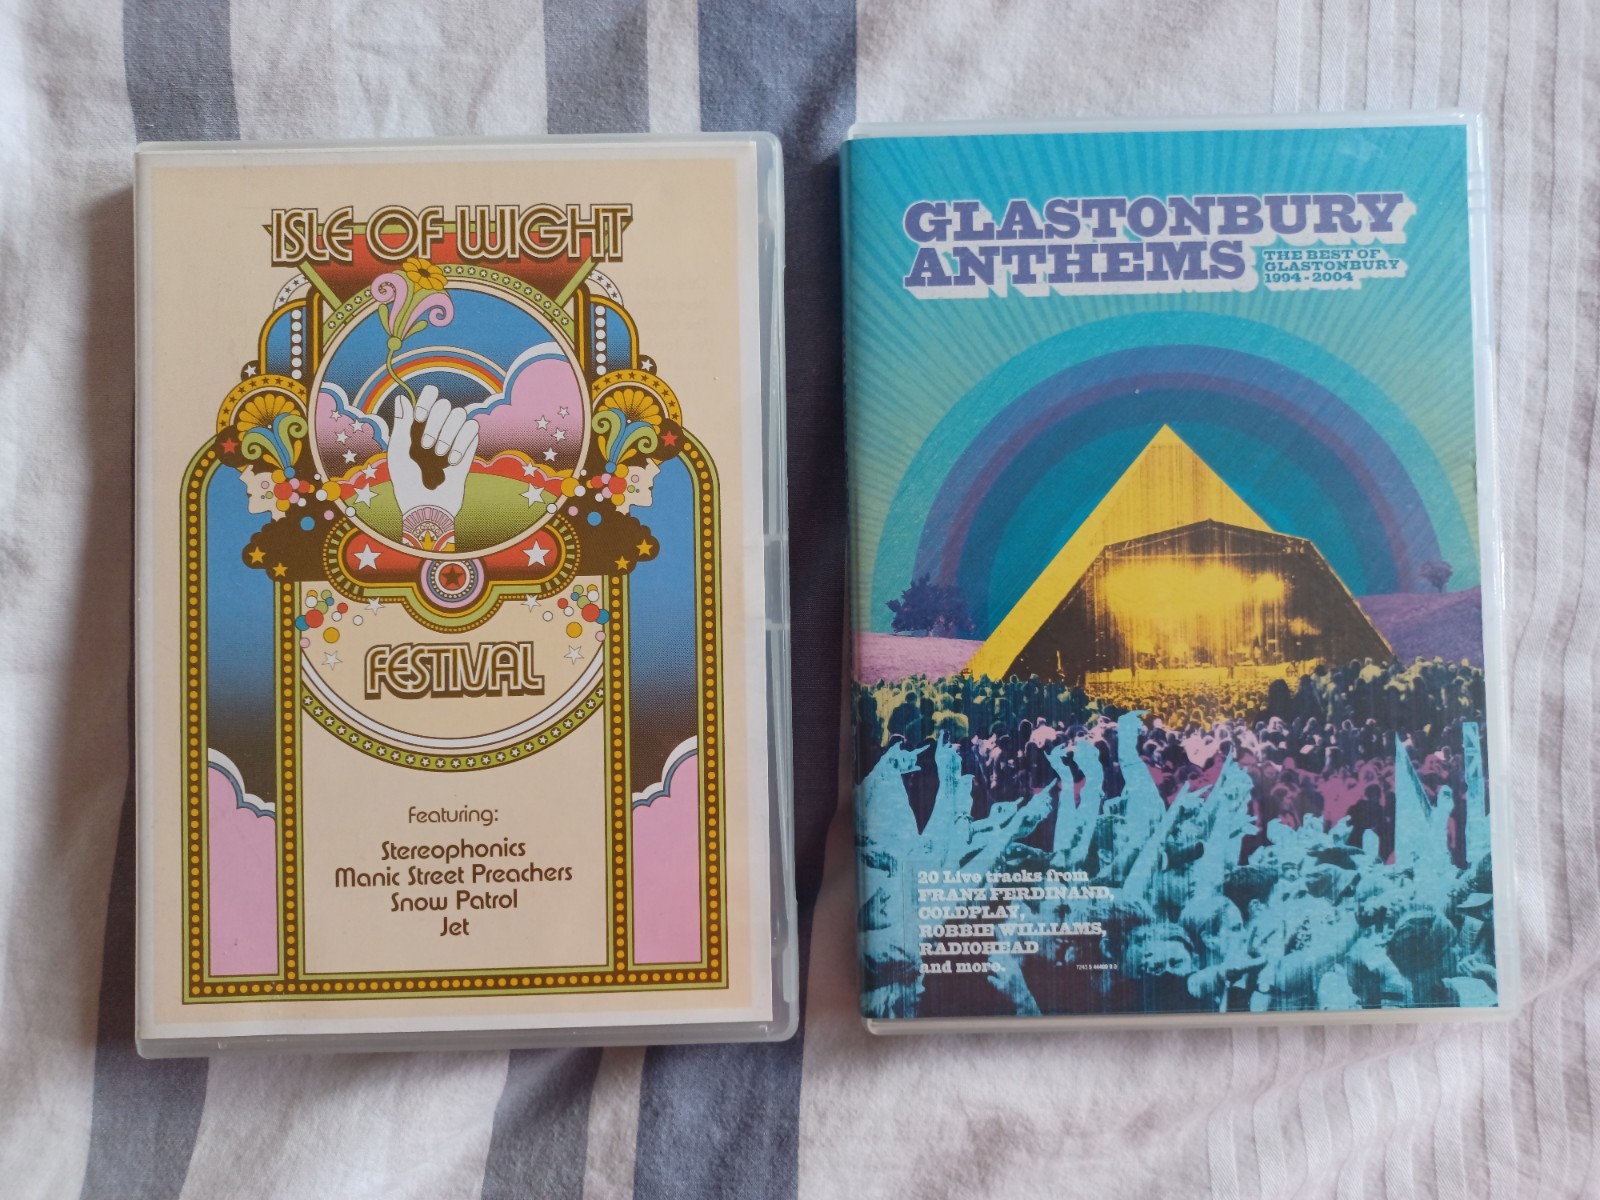 ISLE OF WIGHT
FESTIVAL
Featuring:
Stereophonics
Manic Street Preachers
Snow Patrol
Jet
GLASTONBURY
ANTHEMS
THE BEST OF
GLASTONBURY
1994 - 2004
20 Live tracks from
FRANZ FERDINAND,
COLDPLAY,
ROBBIE WILLIAMS,
RADIOHEAD
and more.